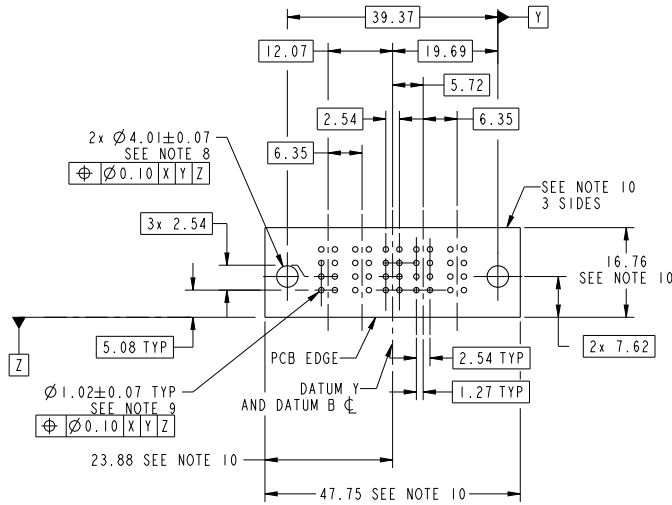 39.37
Y
12.07
19.69
5.72
2.54
6.35
2x Ø4.01±0.07
SEE NOTE 8
⌖ Ø0.10 X Y Z
6.35
SEE NOTE 10
3 SIDES
3x 2.54
16.76
SEE NOTE 10
Z
5.08 TYP
PCB EDGE
2x 7.62
2.54 TYP
Ø1.02±0.07 TYP
SEE NOTE 9
⌖ Ø0.10 X Y Z
DATUM Y
AND DATUM B ℄
1.27 TYP
23.88 SEE NOTE 10
47.75 SEE NOTE 10